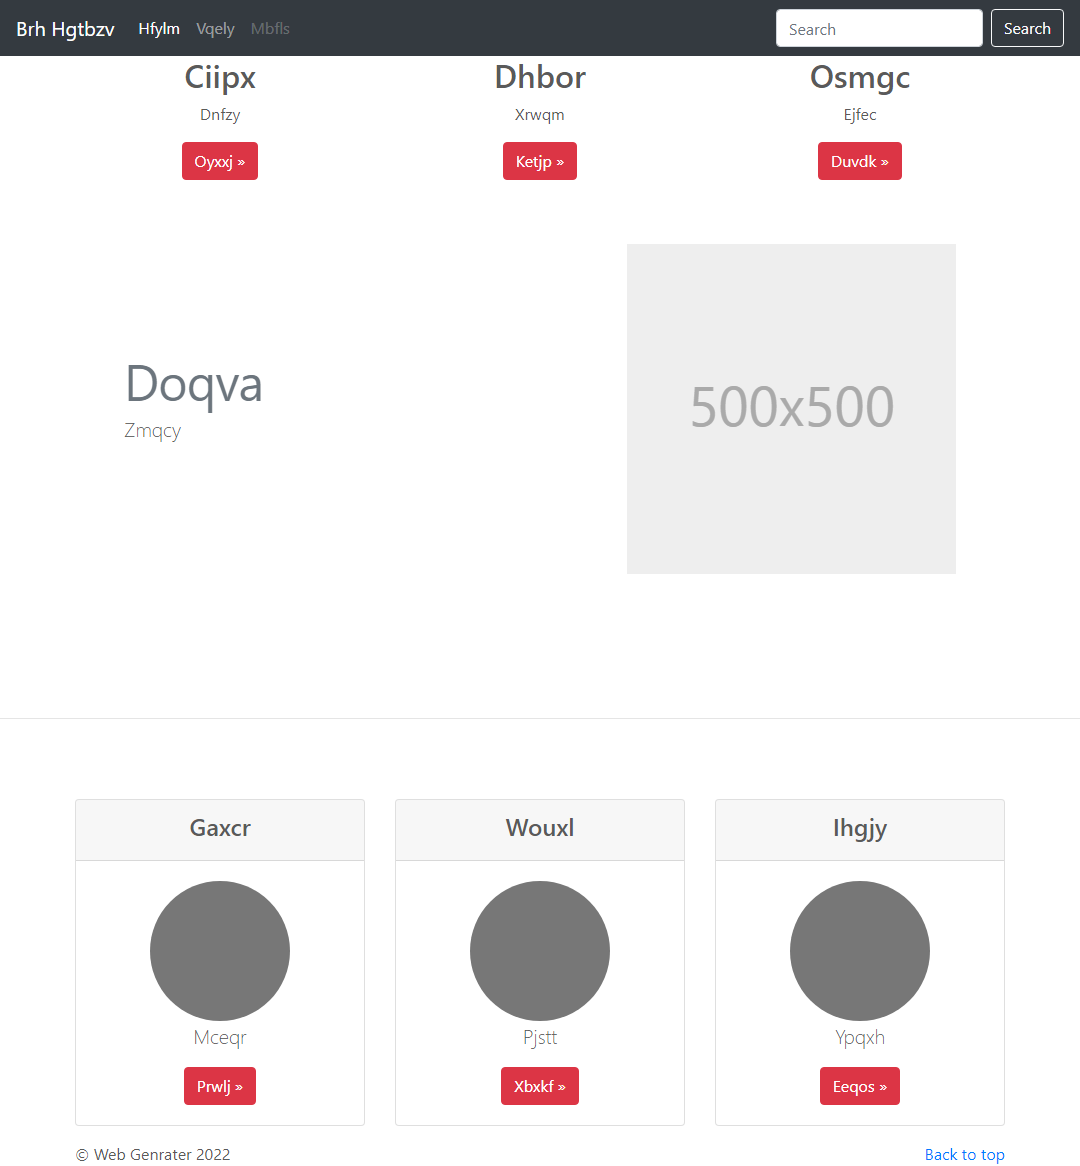 Brh Hgtbzv Hfylm Vqely Mbfls Search Search
Ciipx Dhbor Osmgc
Dnfzy Xrwqm Ejfec
Oyxxj » Ketjp » Duvdk »
500x500
Doqva
Zmqcy
Gaxcr Wouxl Ihgjy
Mceqr Pjstt Ypqxh
Prwlj » Xbxkf » Eeqos »
© Web Genrater 2022 Back to top